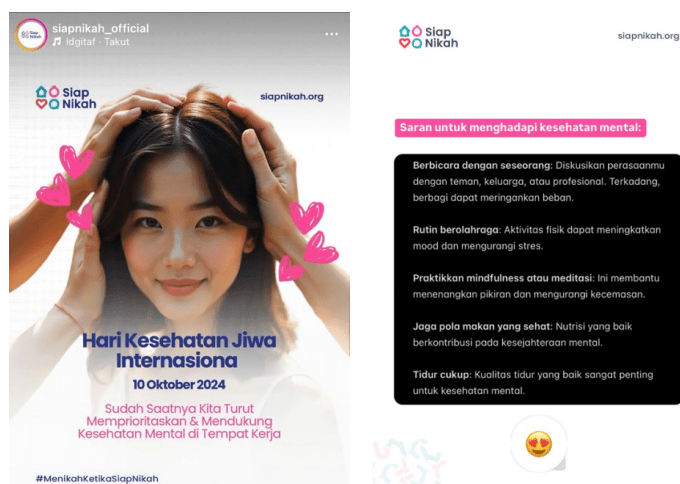 siapnikah_official
Idgitaf · Takut
Siap
Nikah
siapnikah.org
Hari Kesehatan Jiwa
Internasiona
10 Oktober 2024
Sudah Saatnya Kita Turut
Memprioritaskan & Mendukung
Kesehatan Mental di Tempat Kerja
#MenikahKetikaSiapNikah
Siap
Nikah
siapnikah.org
Saran untuk menghadapi kesehatan mental:
Berbicara dengan seseorang: Diskusikan perasaanmu
dengan teman, keluarga, atau profesional. Terkadang,
berbagi dapat meringankan beban.
Rutin berolahraga: Aktivitas fisik dapat meningkatkan
mood dan mengurangi stres.
Praktikkan mindfulness atau meditasi: Ini membantu
menenangkan pikiran dan mengurangi kecemasan.
Jaga pola makan yang sehat: Nutrisi yang baik
berkontribusi pada kesejahteraan mental.
Tidur cukup: Kualitas tidur yang baik sangat penting
untuk kesehatan mental.